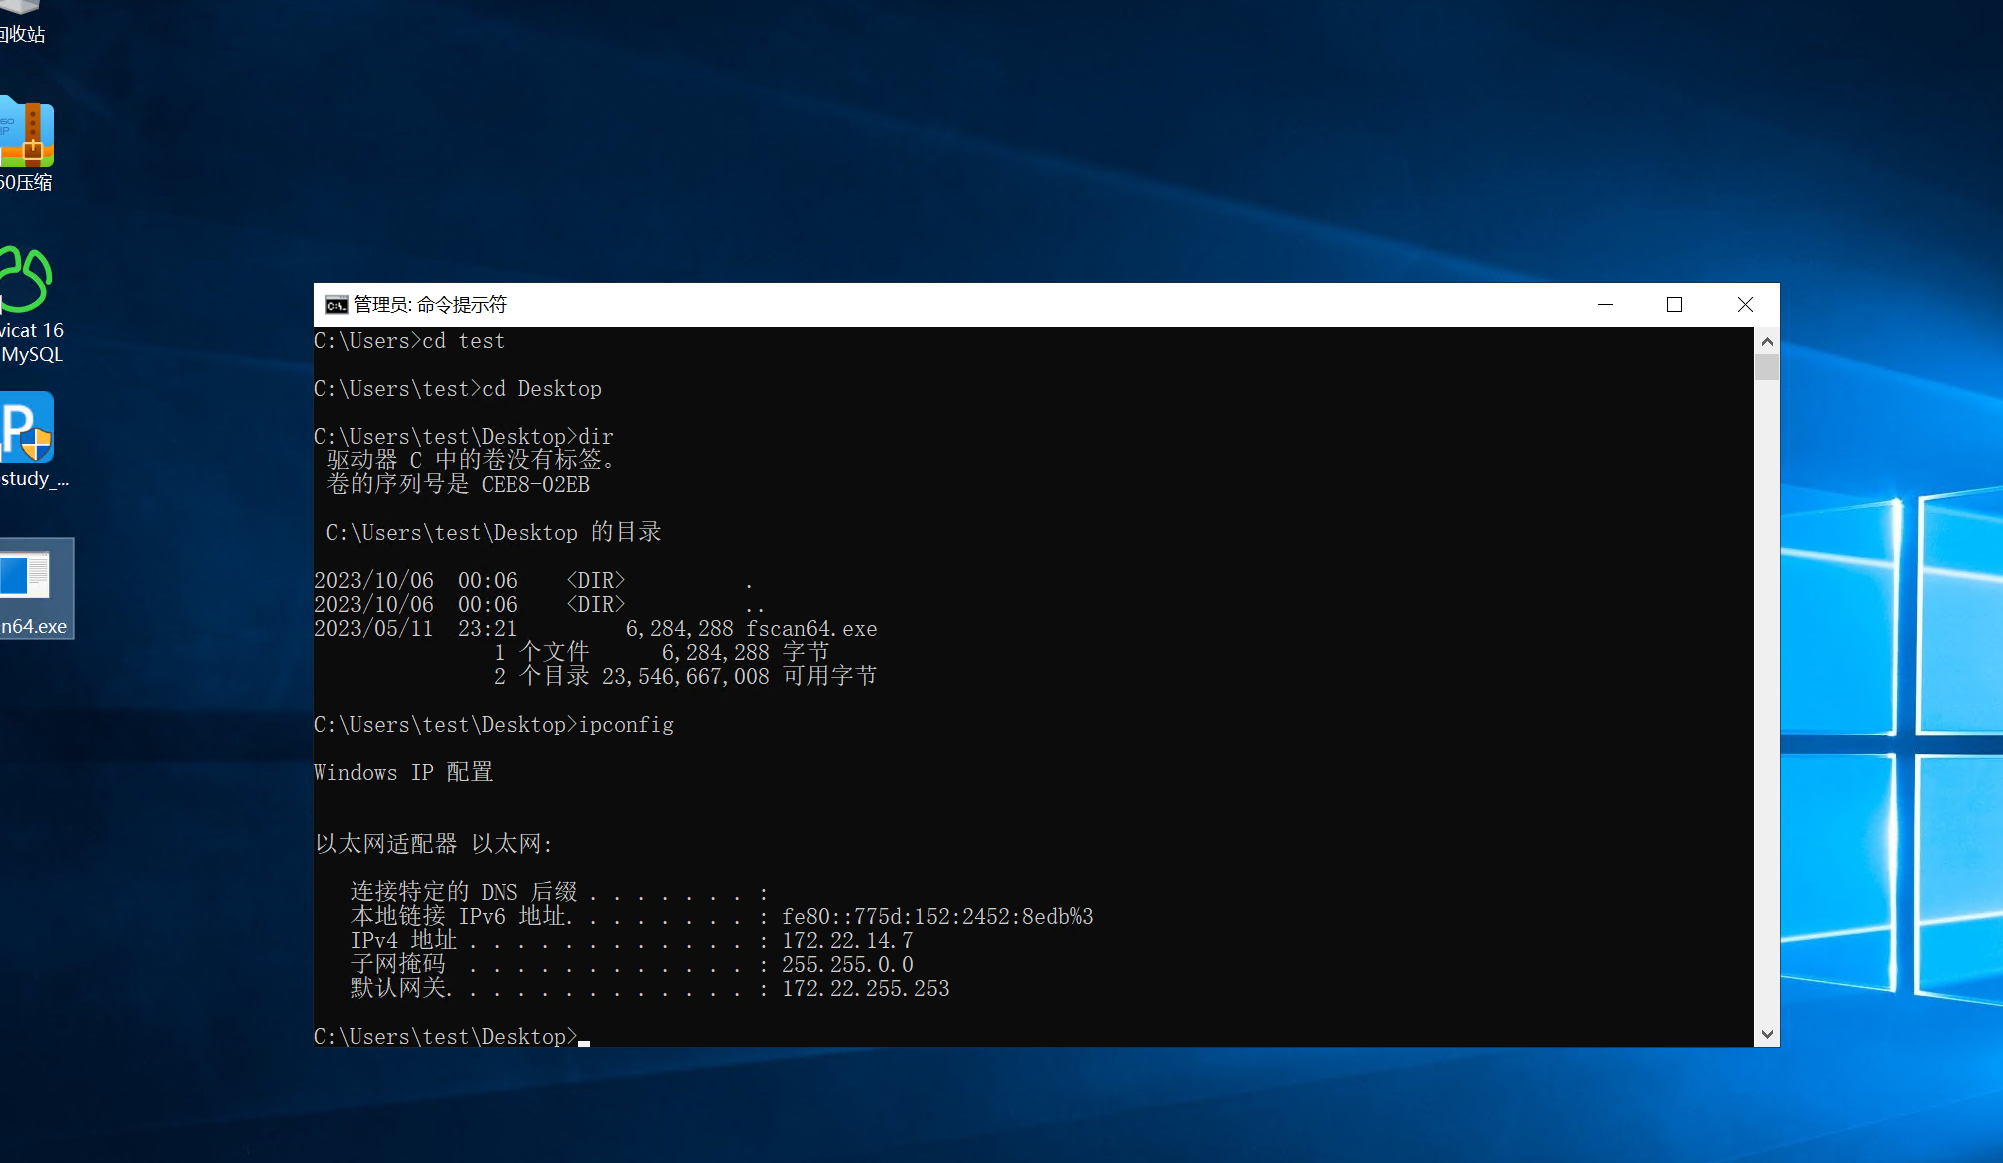 回收站
60压缩
vicat 16
MySQL
study_...
n64.exe
管理员: 命令提示符
C:\Users>cd test
C:\Users\test>cd Desktop
C:\Users\test\Desktop>dir
驱动器 C 中的卷没有标签。
卷的序列号是 CEE8-02EB
C:\Users\test\Desktop 的目录
2023/10/06  00:06    <DIR>          .
2023/10/06  00:06    <DIR>          ..
2023/05/11  23:21         6,284,288 fscan64.exe
1 个文件      6,284,288 字节
2 个目录 23,546,667,008 可用字节
C:\Users\test\Desktop>ipconfig
Windows IP 配置
以太网适配器 以太网:
连接特定的 DNS 后缀 . . . . . . . :
本地链接 IPv6 地址. . . . . . . . : fe80::775d:152:2452:8edb%3
IPv4 地址 . . . . . . . . . . . . : 172.22.14.7
子网掩码  . . . . . . . . . . . . : 255.255.0.0
默认网关. . . . . . . . . . . . . : 172.22.255.253
C:\Users\test\Desktop>